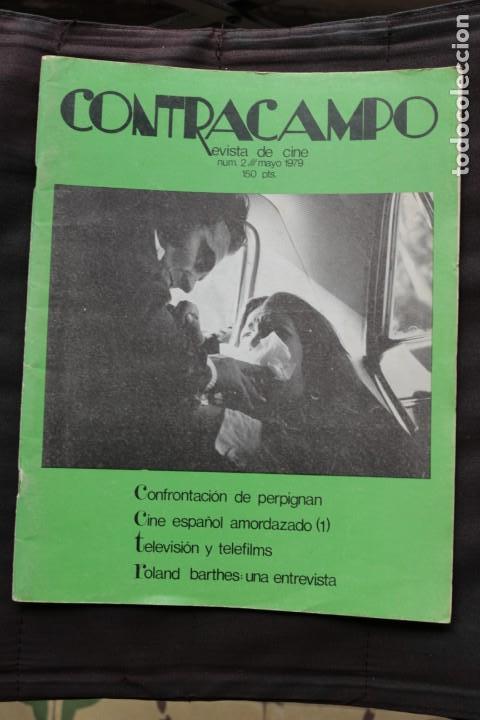 CONTRACAMPO
Revista de cine
núm. 2 /// mayo 1979
150 pts.
Confrontación de perpignan
Cine español amordazado (1)
televisión y telefilms
roland barthes: una entrevista
todocoleccion